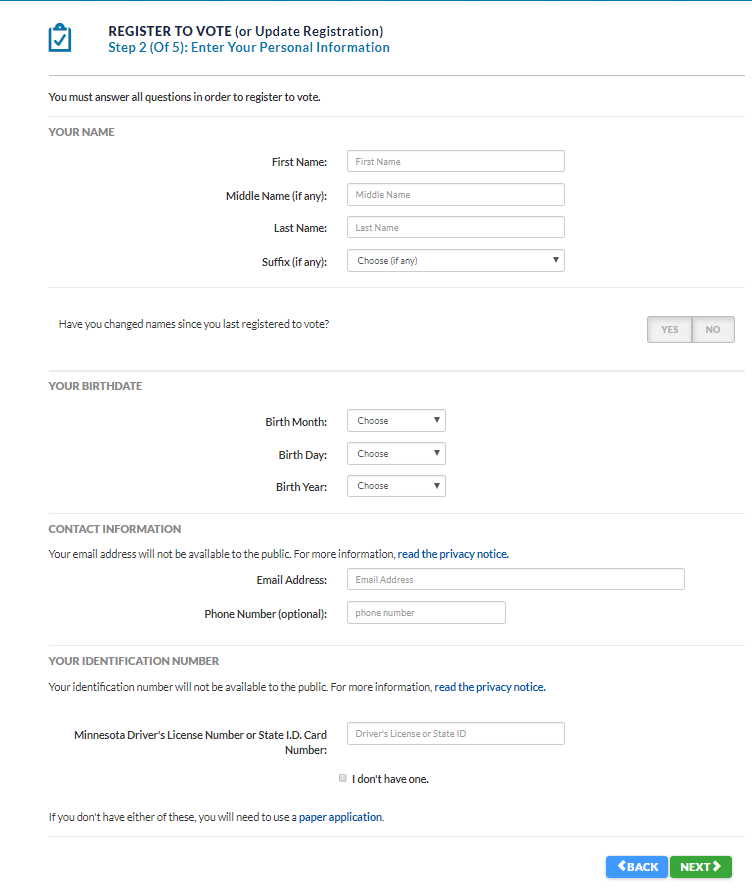 REGISTER TO VOTE (or Update Registration)
Step 2 (Of 5): Enter Your Personal Information
You must answer all questions in order to register to vote.
YOUR NAME
First Name: First Name
Middle Name (if any): Middle Name
Last Name: Last Name
Suffix (if any): Choose (if any)
Have you changed names since you last registered to vote? YES NO
YOUR BIRTHDATE
Birth Month: Choose
Birth Day: Choose
Birth Year: Choose
CONTACT INFORMATION
Your email address will not be available to the public. For more information, read the privacy notice.
Email Address: Email Address
Phone Number (optional): phone number
YOUR IDENTIFICATION NUMBER
Your identification number will not be available to the public. For more information, read the privacy notice.
Minnesota Driver's License Number or State I.D. Card Driver's License or State ID
Number:
I don't have one.
If you don't have either of these, you will need to use a paper application.
BACK NEXT